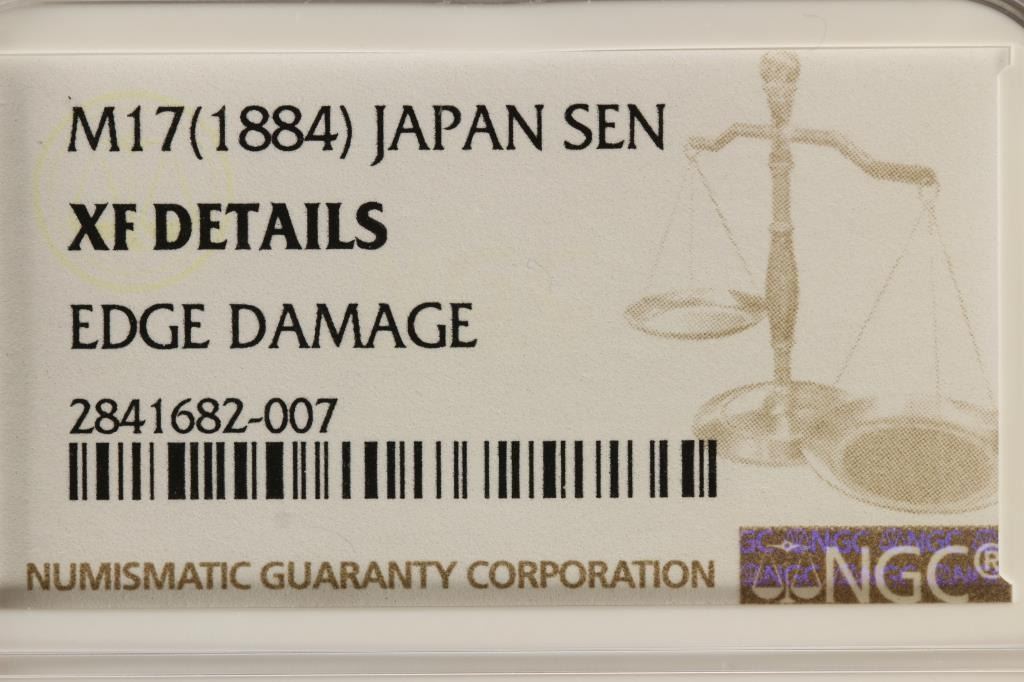 M17(1884) JAPAN SEN
XF DETAILS
EDGE DAMAGE
2841682-007
NUMISMATIC GUARANTY CORPORATION NGC®